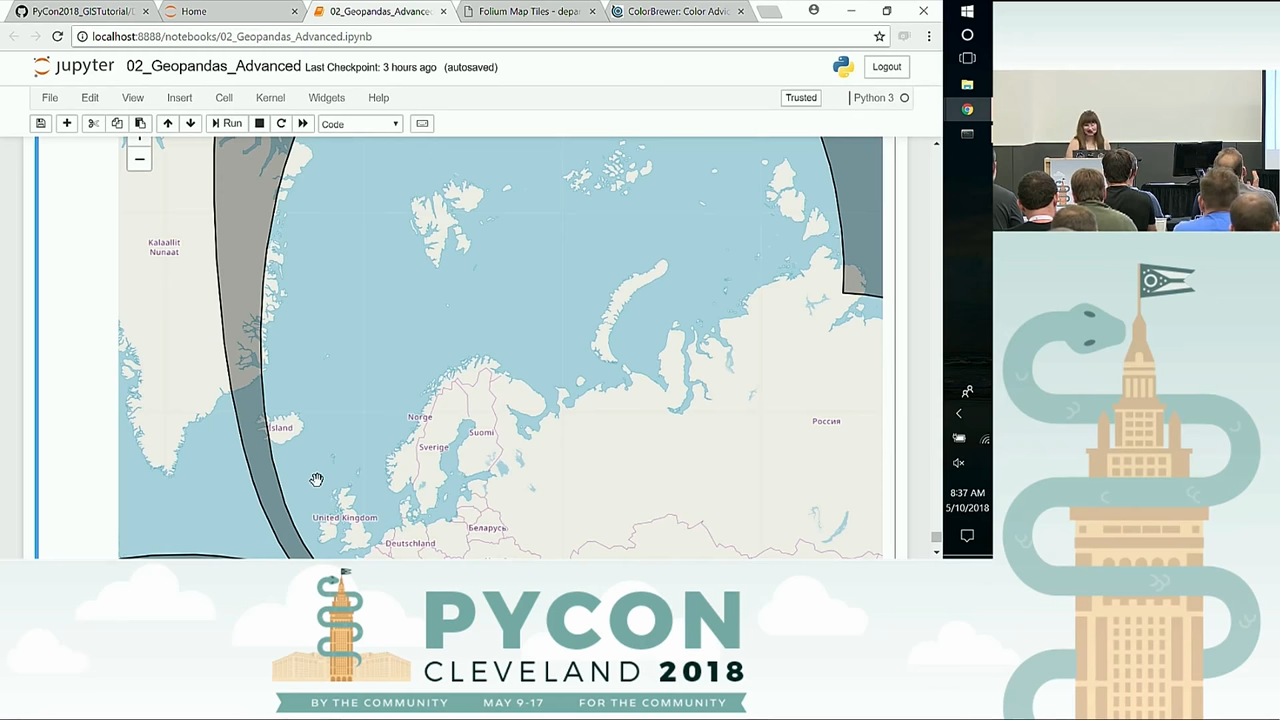 PyCon2018_GISTutorial/D
Home
02_Geopandas_Advanced
Folium Map Tiles - depa
ColorBrewer: Color Advic
localhost:8888/notebooks/02_Geopandas_Advanced.ipynb
jupyter 02_Geopandas_Advanced Last Checkpoint: 3 hours ago (autosaved)
Logout
File Edit View Insert Cell Kernel Widgets Help
Trusted
Python 3
Run
Code
Kalaallit
Nunaat
Norge
Suomi
Sverige
Ísland
Россия
United Kingdom
Беларусь
Deutschland
8:37 AM
5/10/2018
PYCON
CLEVELAND 2018
BY THE COMMUNITY MAY 9-17 FOR THE COMMUNITY